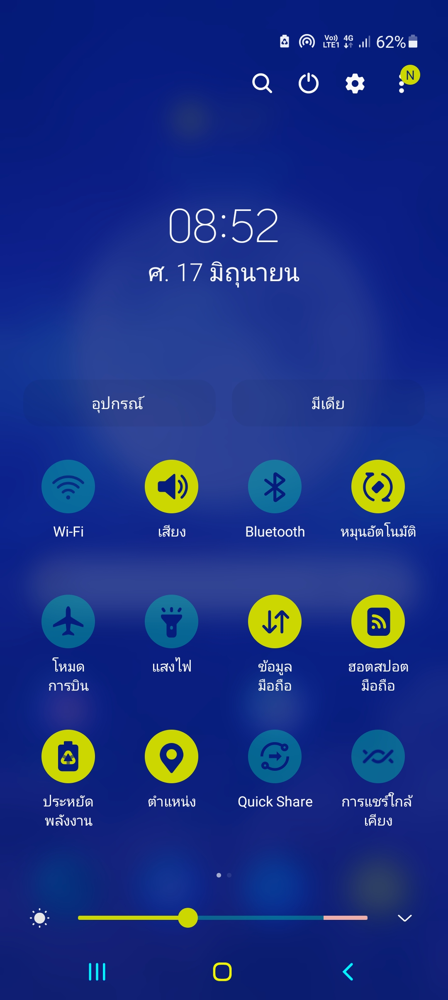 Vo)) 4G
LTE1
62%
N
08:52
ศ. 17 มิถุนายน
อุปกรณ์ มีเดีย
Wi-Fi เสียง Bluetooth หมุนอัตโนมัติ
โหมด แสงไฟ ข้อมูล ฮอตสปอต
การบิน มือถือ มือถือ
ประหยัด ตำแหน่ง Quick Share การแชร์ใกล้
พลังงาน เคียง